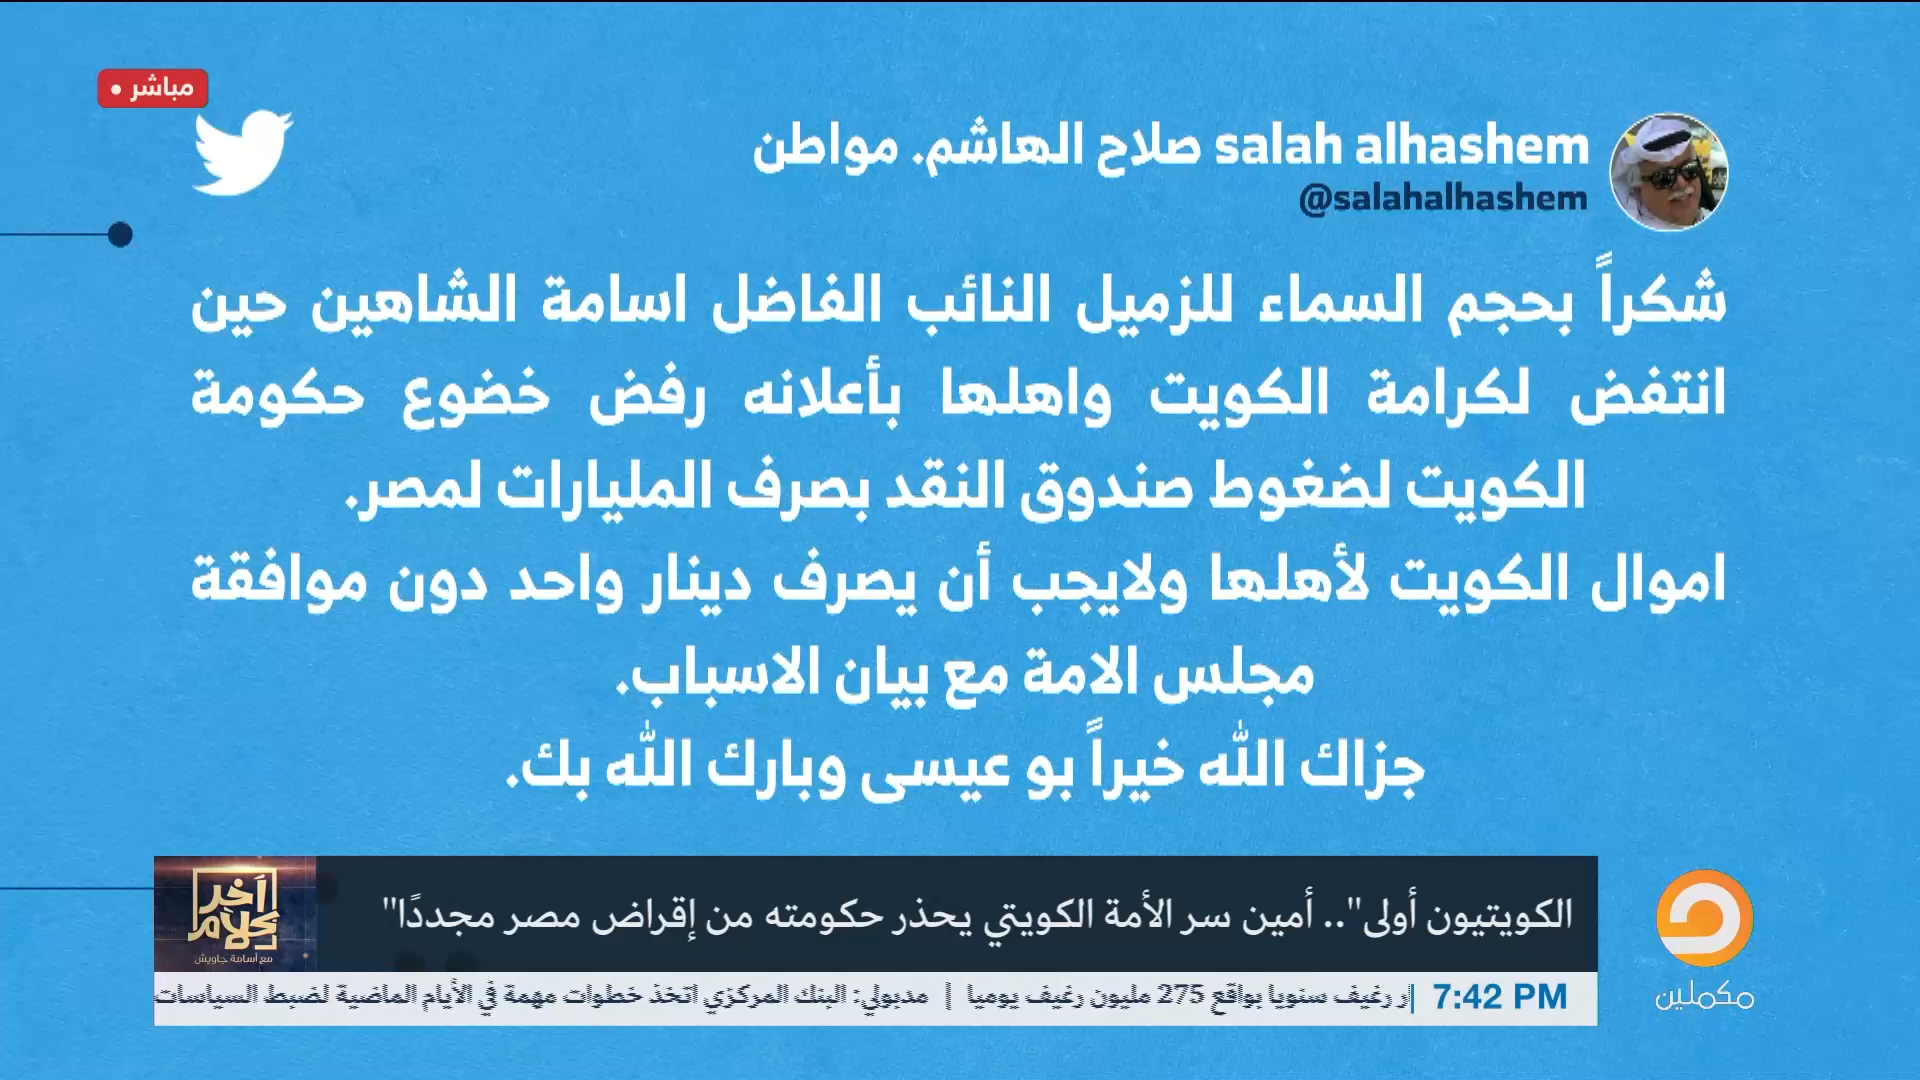 مباشر
salah alhashem صلاح الهاشم. مواطن
@salahalhashem
شكراً بحجم السماء للزميل النائب الفاضل اسامة الشاهين حين
انتفض لكرامة الكويت واهلها بأعلانه رفض خضوع حكومة
الكويت لضغوط صندوق النقد بصرف المليارات لمصر.
اموال الكويت لأهلها ولايجب أن يصرف دينار واحد دون موافقة
مجلس الامة مع بيان الاسباب.
جزاك الله خيراً بو عيسى وبارك الله بك.
الكويتيون أولى".. أمين سر الأمة الكويتي يحذر حكومته من إقراض مصر مجددًا"
آخر كلام
مع أسامة جاويش
7:42 PM
ر رغيف سنويا بواقع 275 مليون رغيف يوميا | مدبولي: البنك المركزي اتخذ خطوات مهمة في الأيام الماضية لضبط السياسات
مكملين